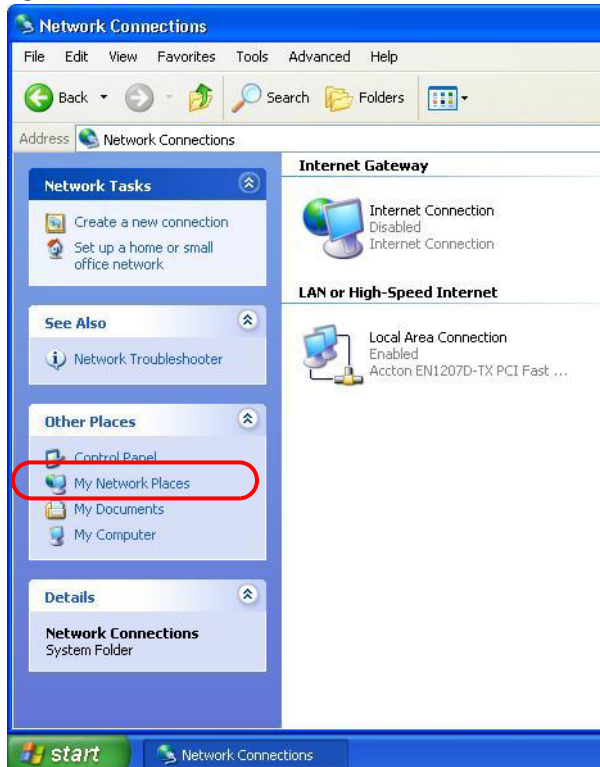 Network Connections
File Edit View Favorites Tools Advanced Help
Back Search Folders
Address Network Connections
Network Tasks
Create a new connection
Set up a home or small
office network
See Also
Network Troubleshooter
Other Places
Control Panel
My Network Places
My Documents
My Computer
Details
Network Connections
System Folder
Internet Gateway
Internet Connection
Disabled
Internet Connection
LAN or High-Speed Internet
Local Area Connection
Enabled
Accton EN1207D-TX PCI Fast ...
start Network Connections